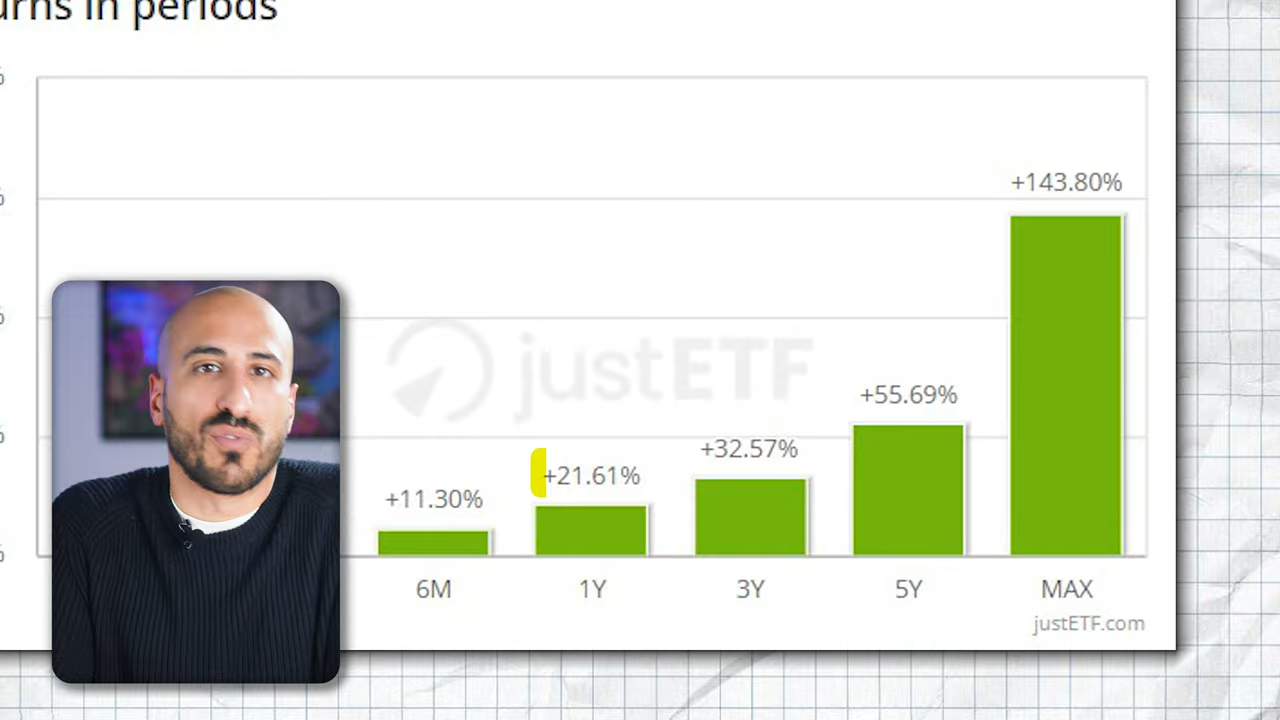 urns in periods
%
+143.80%
%
%
justETF
+55.69%
%
+32.57%
+21.61%
+11.30%
%
6M 1Y 3Y 5Y MAX
justETF.com